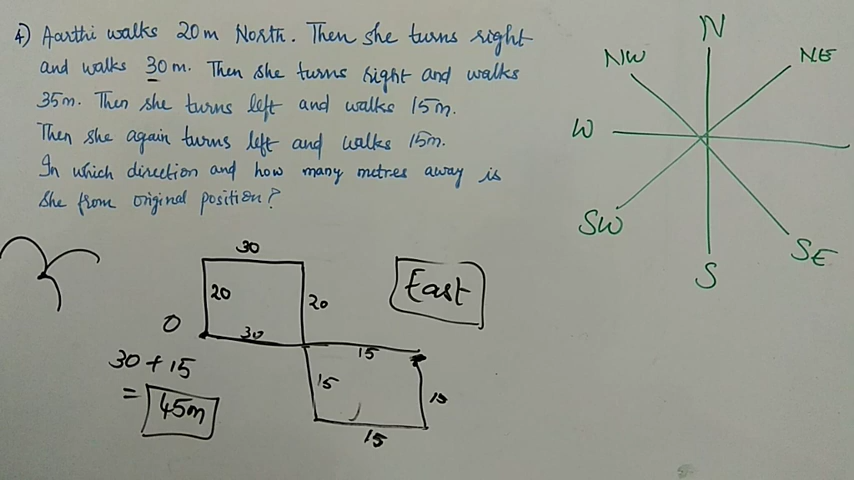 4) Aarthi walks 20m North. Then she turns right
and walks 30m. Then she turns right and walks
35m. Then she turns left and walks 15m.
Then she again turns left and walks 15m.
In which direction and how many metres away is
she from original position?
N
NW
NE
W
SW
SE
S
30
20
20
East
O
30
15
30 + 15
= 45m
15
15
15